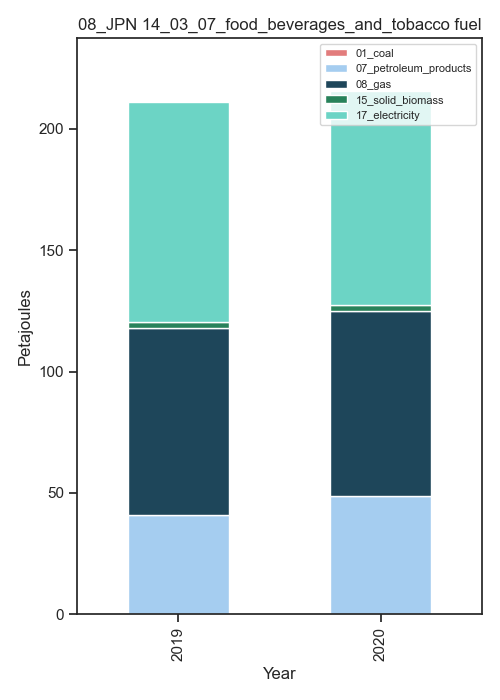 08_JPN 14_03_07_food_beverages_and_tobacco fuel
01_coal
07_petroleum_products
08_gas
15_solid_biomass
17_electricity
200
150
100
50
0
Petajoules
2019
2020
Year